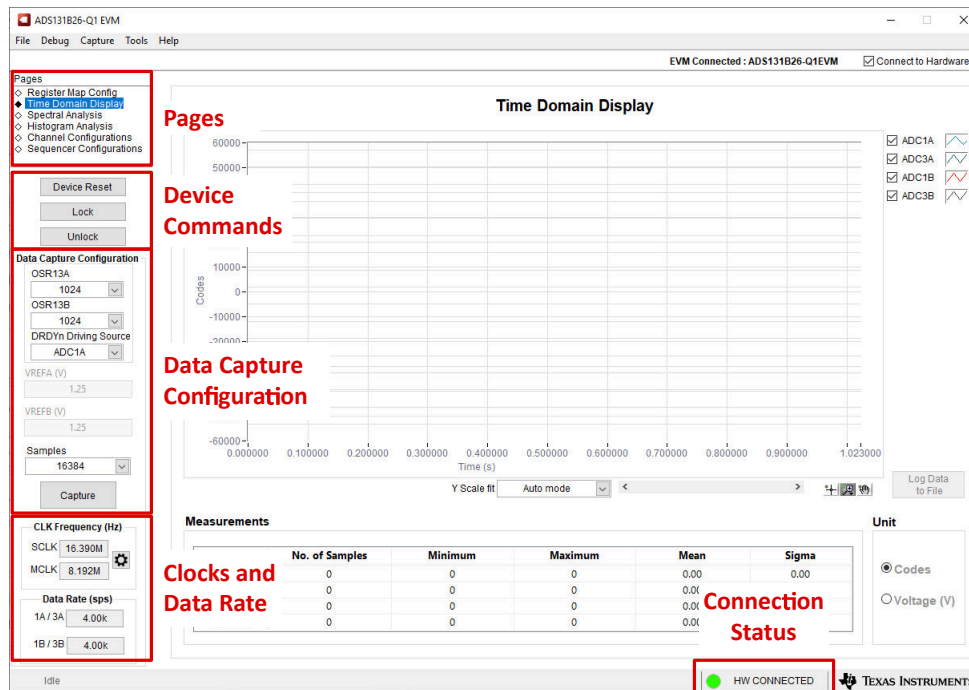 ADS131B26-Q1 EVM
File Debug Capture Tools Help
EVM Connected : ADS131B26-Q1EVM
Connect to Hardware
Pages
Register Map Config
Time Domain Display
Spectral Analysis
Histogram Analysis
Channel Configurations
Sequencer Configurations
Pages
Device Reset
Lock
Unlock
Device
Commands
Data Capture Configuration
OSR13A
1024
OSR13B
1024
DRDYn Driving Source
ADC1A
VREFA (V)
1.25
VREFB (V)
1.25
Samples
16384
Capture
Data Capture
Configuration
CLK Frequency (Hz)
SCLK 16.390M
MCLK 8.192M
Data Rate (sps)
1A / 3A 4.00k
1B / 3B 4.00k
Clocks and
Data Rate
Time Domain Display
60000
50000
10000
0
-10000
-20000
-60000
Codes
0.000000 0.100000 0.200000 0.300000 0.400000 0.500000 0.600000 0.700000 0.800000 0.900000 1.023000
Time (s)
ADC1A
ADC3A
ADC1B
ADC3B
Y Scale fit Auto mode
Log Data
to File
Measurements
No. of Samples Minimum Maximum Mean Sigma
0 0 0 0.00 0.00
0 0 0 0.00
0 0 0 0.00
0 0 0 0.00
Unit
Codes
Voltage (V)
Connection
Status
Idle
HW CONNECTED
TEXAS INSTRUMENTS